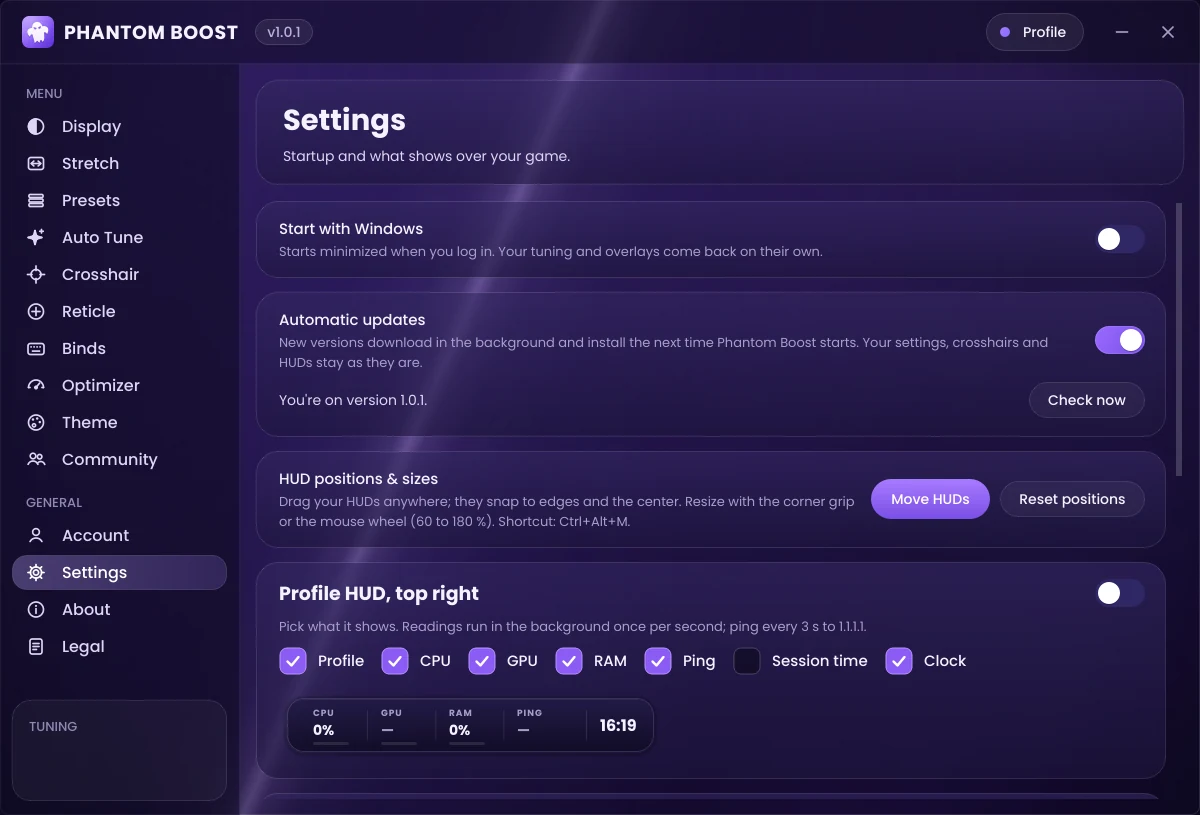 PHANTOM BOOST v1.0.1 Profile
MENU
Display
Stretch
Presets
Auto Tune
Crosshair
Reticle
Binds
Optimizer
Theme
Community
GENERAL
Account
Settings
About
Legal
TUNING
Settings
Startup and what shows over your game.
Start with Windows
Starts minimized when you log in. Your tuning and overlays come back on their own.
Automatic updates
New versions download in the background and install the next time Phantom Boost starts. Your settings, crosshairs and
HUDs stay as they are.
You're on version 1.0.1. Check now
HUD positions & sizes
Drag your HUDs anywhere; they snap to edges and the center. Resize with the corner grip
or the mouse wheel (60 to 180 %). Shortcut: Ctrl+Alt+M.
Move HUDs Reset positions
Profile HUD, top right
Pick what it shows. Readings run in the background once per second; ping every 3 s to 1.1.1.1.
Profile CPU GPU RAM Ping Session time Clock
CPU GPU RAM PING
0% — 0% — 16:19